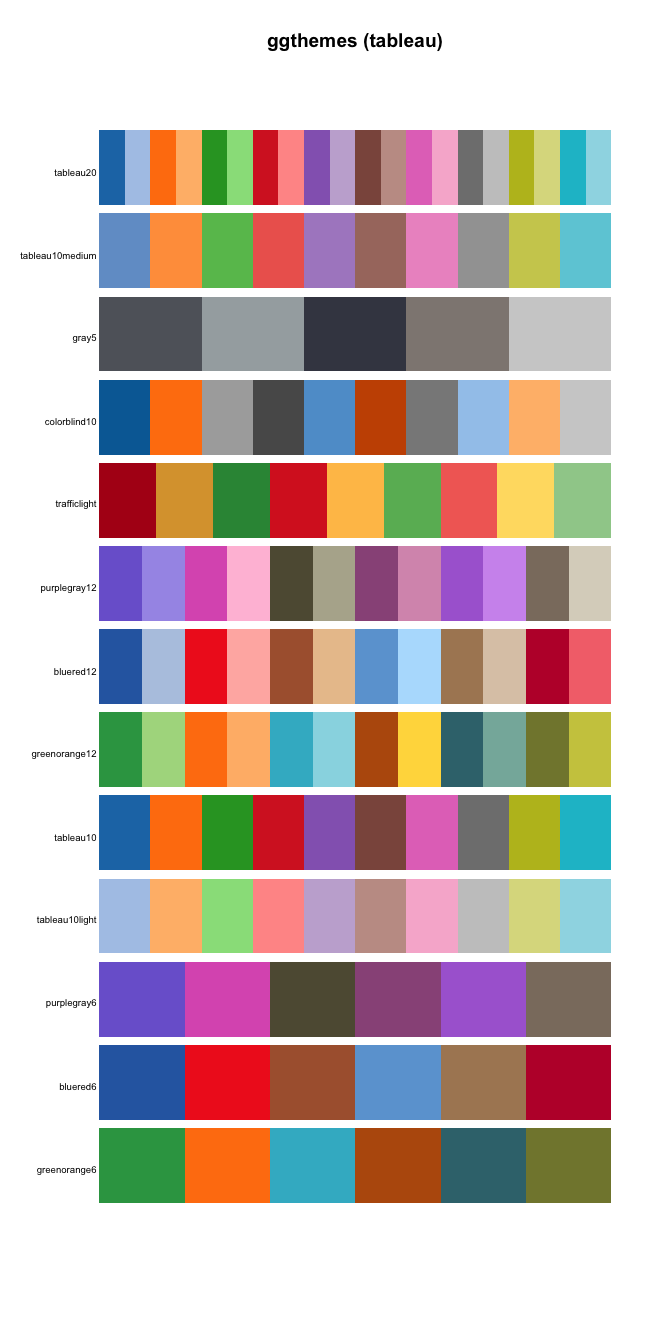 ggthemes (tableau)
tableau20
tableau10medium
gray5
colorblind10
trafficlight
purplegray12
bluered12
greenorange12
tableau10
tableau10light
purplegray6
bluered6
greenorange6